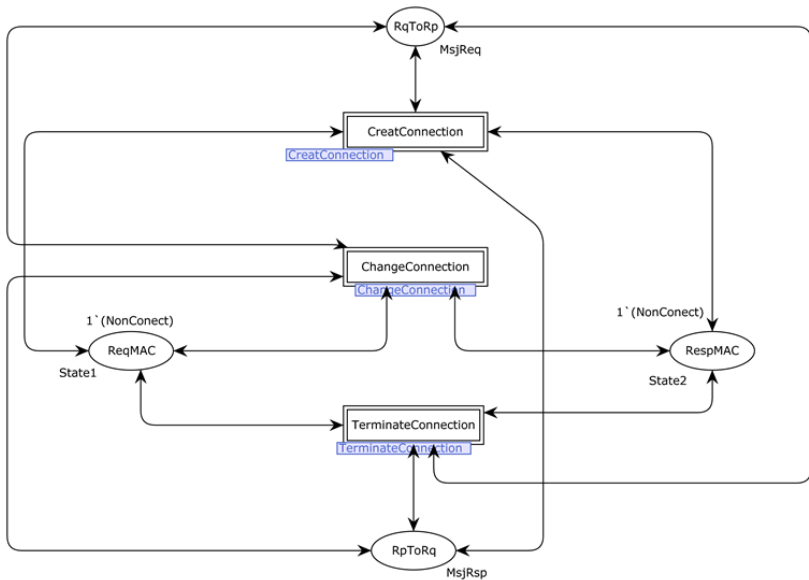 RqToRp
MsjReq
CreatConnection
CreatConnection
ChangeConnection
ChangeConnection
1`(NonConect)
1`(NonConect)
ReqMAC
RespMAC
State1
State2
TerminateConnection
TerminateConnection
RpToRq
MsjRsp